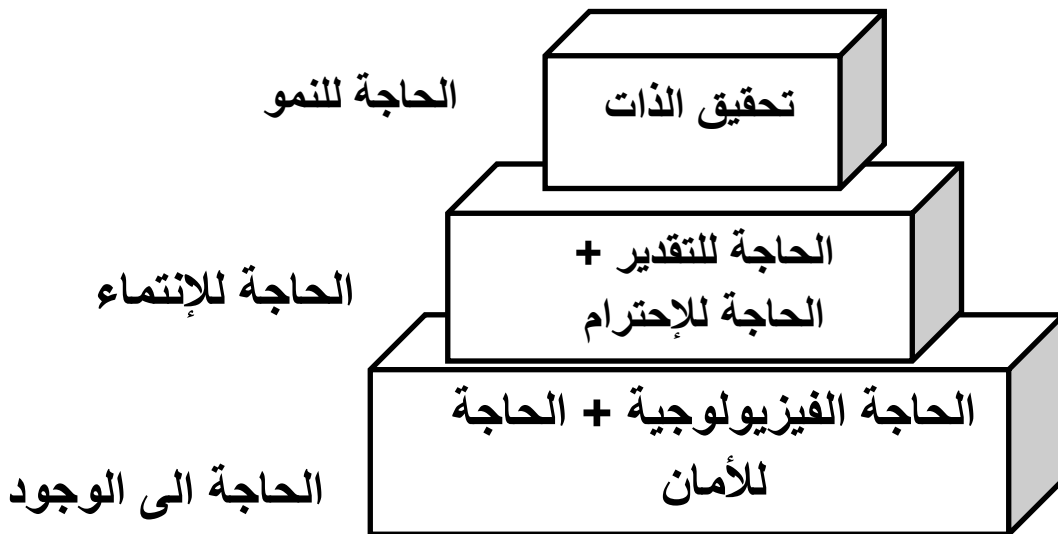 تحقيق الذات
الحاجة للنمو
الحاجة للتقدير +
الحاجة للإحترام
الحاجة للإنتماء
الحاجة الفيزيولوجية + الحاجة
للأمان
الحاجة الى الوجود